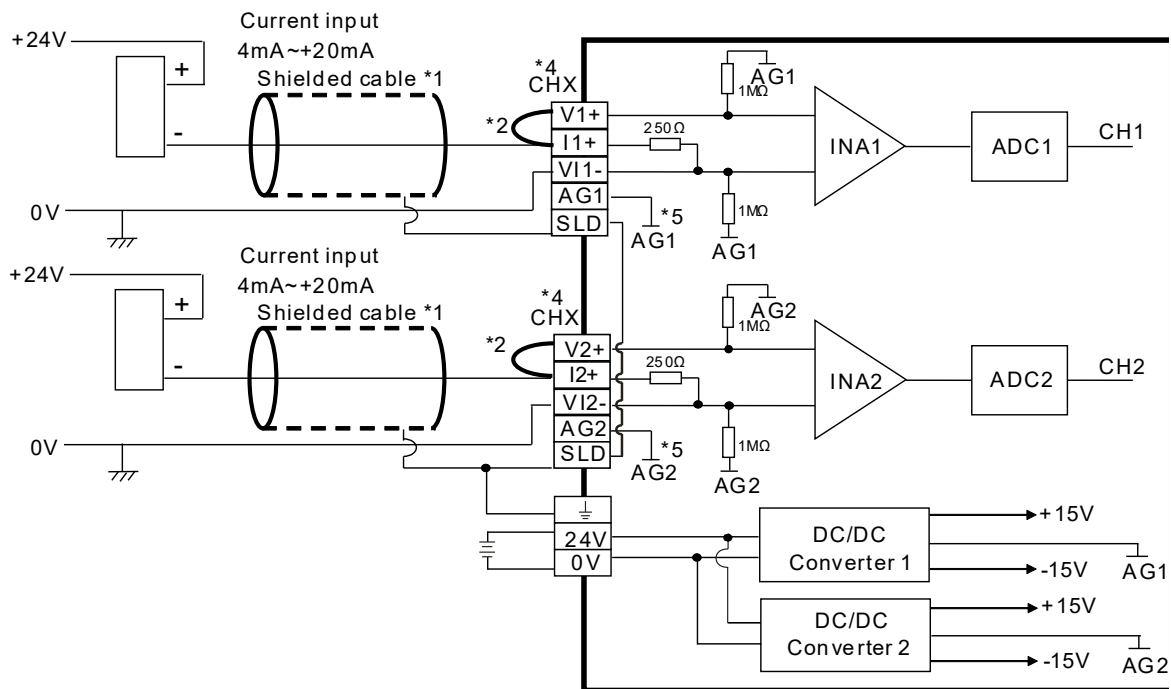 Current input
4mA~+20mA
Shielded cable *1
+24V
+
-
0V
*4
CHX
*2
V1+
I1+
VI1-
AG1
SLD
*5
AG1
250Ω
1MΩ
AG1
1MΩ
AG1
INA1
ADC1
CH1
Current input
4mA~+20mA
Shielded cable *1
+24V
+
-
0V
*4
CHX
*2
V2+
I2+
VI2-
AG2
SLD
*5
AG2
250Ω
1MΩ
AG2
1MΩ
AG2
INA2
ADC2
CH2
24V
0V
DC/DC
Converter 1
+15V
AG1
-15V
DC/DC
Converter 2
+15V
AG2
-15V